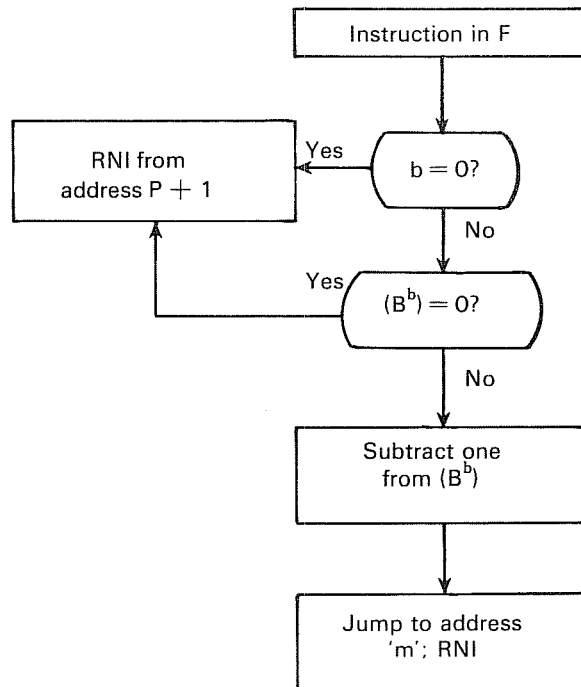 Instruction in F
Yes
b = 0?
RNI from
address P + 1
No
Yes
(B^b) = 0?
No
Subtract one
from (B^b)
Jump to address
‘m’; RNI